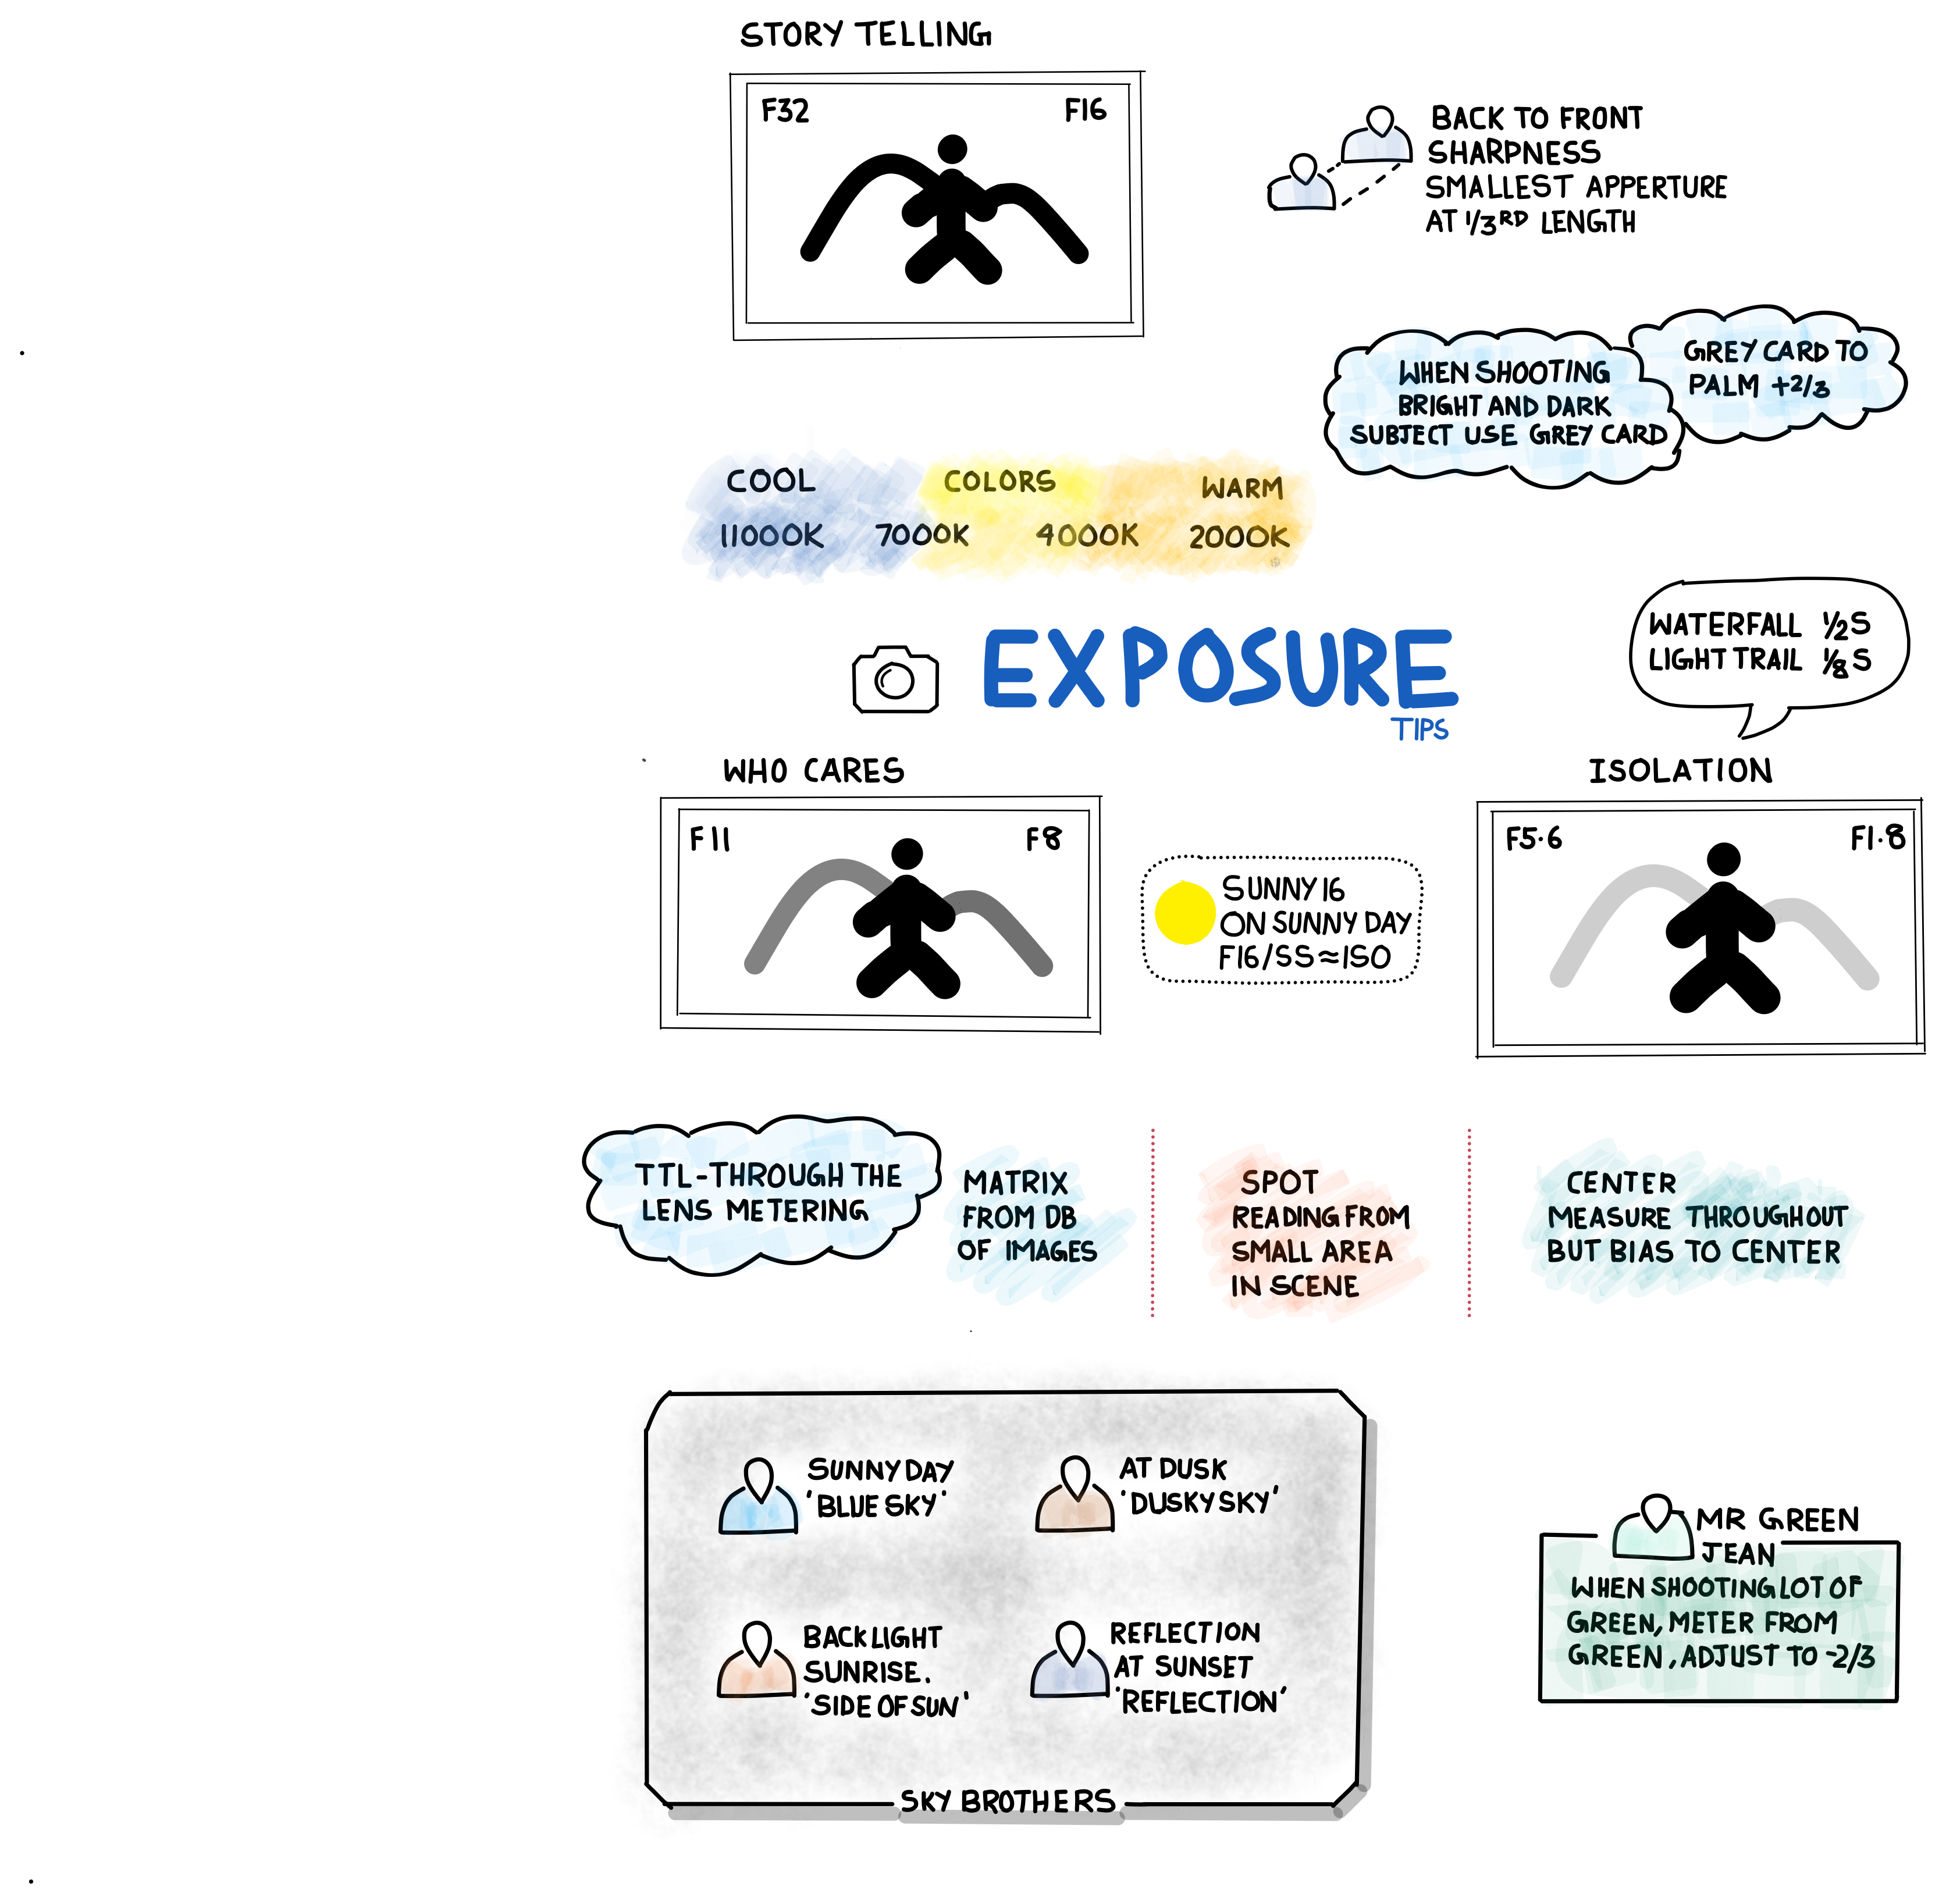 STORY TELLING
F32 F16
BACK TO FRONT
SHARPNESS
SMALLEST APPERTURE
AT 1/3RD LENGTH
WHEN SHOOTING
BRIGHT AND DARK
SUBJECT USE GREY CARD
GREY CARD TO
PALM +2/3
COOL COLORS WARM
11000K 7000K 4000K 2000K
EXPOSURE
TIPS
WATERFALL 1/2S
LIGHT TRAIL 1/8S
WHO CARES
F11 F8
SUNNY16
ON SUNNY DAY
F16/SS≈ISO
ISOLATION
F5.6 F1.8
TTL-THROUGH THE
LENS METERING
MATRIX
FROM DB
OF IMAGES
SPOT
READING FROM
SMALL AREA
IN SCENE
CENTER
MEASURE THROUGHOUT
BUT BIAS TO CENTER
SUNNY DAY
'BLUE SKY'
AT DUSK
'DUSKY SKY'
BACKLIGHT
SUNRISE.
'SIDE OF SUN'
REFLECTION
AT SUNSET
'REFLECTION'
SKY BROTHERS
MR GREEN
JEAN
WHEN SHOOTING LOT OF
GREEN, METER FROM
GREEN, ADJUST TO -2/3